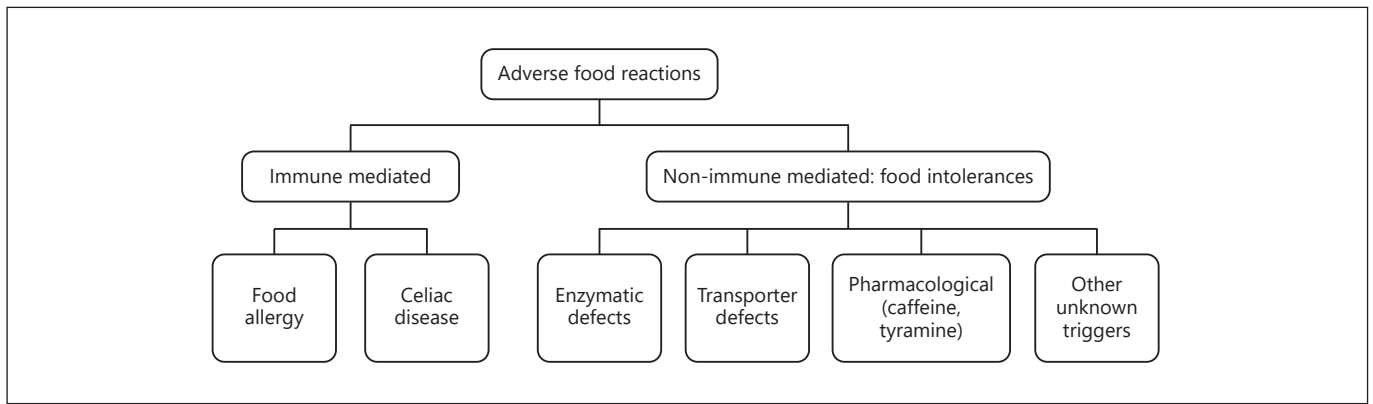 Adverse food reactions
Immune mediated
Non-immune mediated: food intolerances
Food
allergy
Celiac
disease
Enzymatic
defects
Transporter
defects
Pharmacological
(caffeine,
tyramine)
Other
unknown
triggers